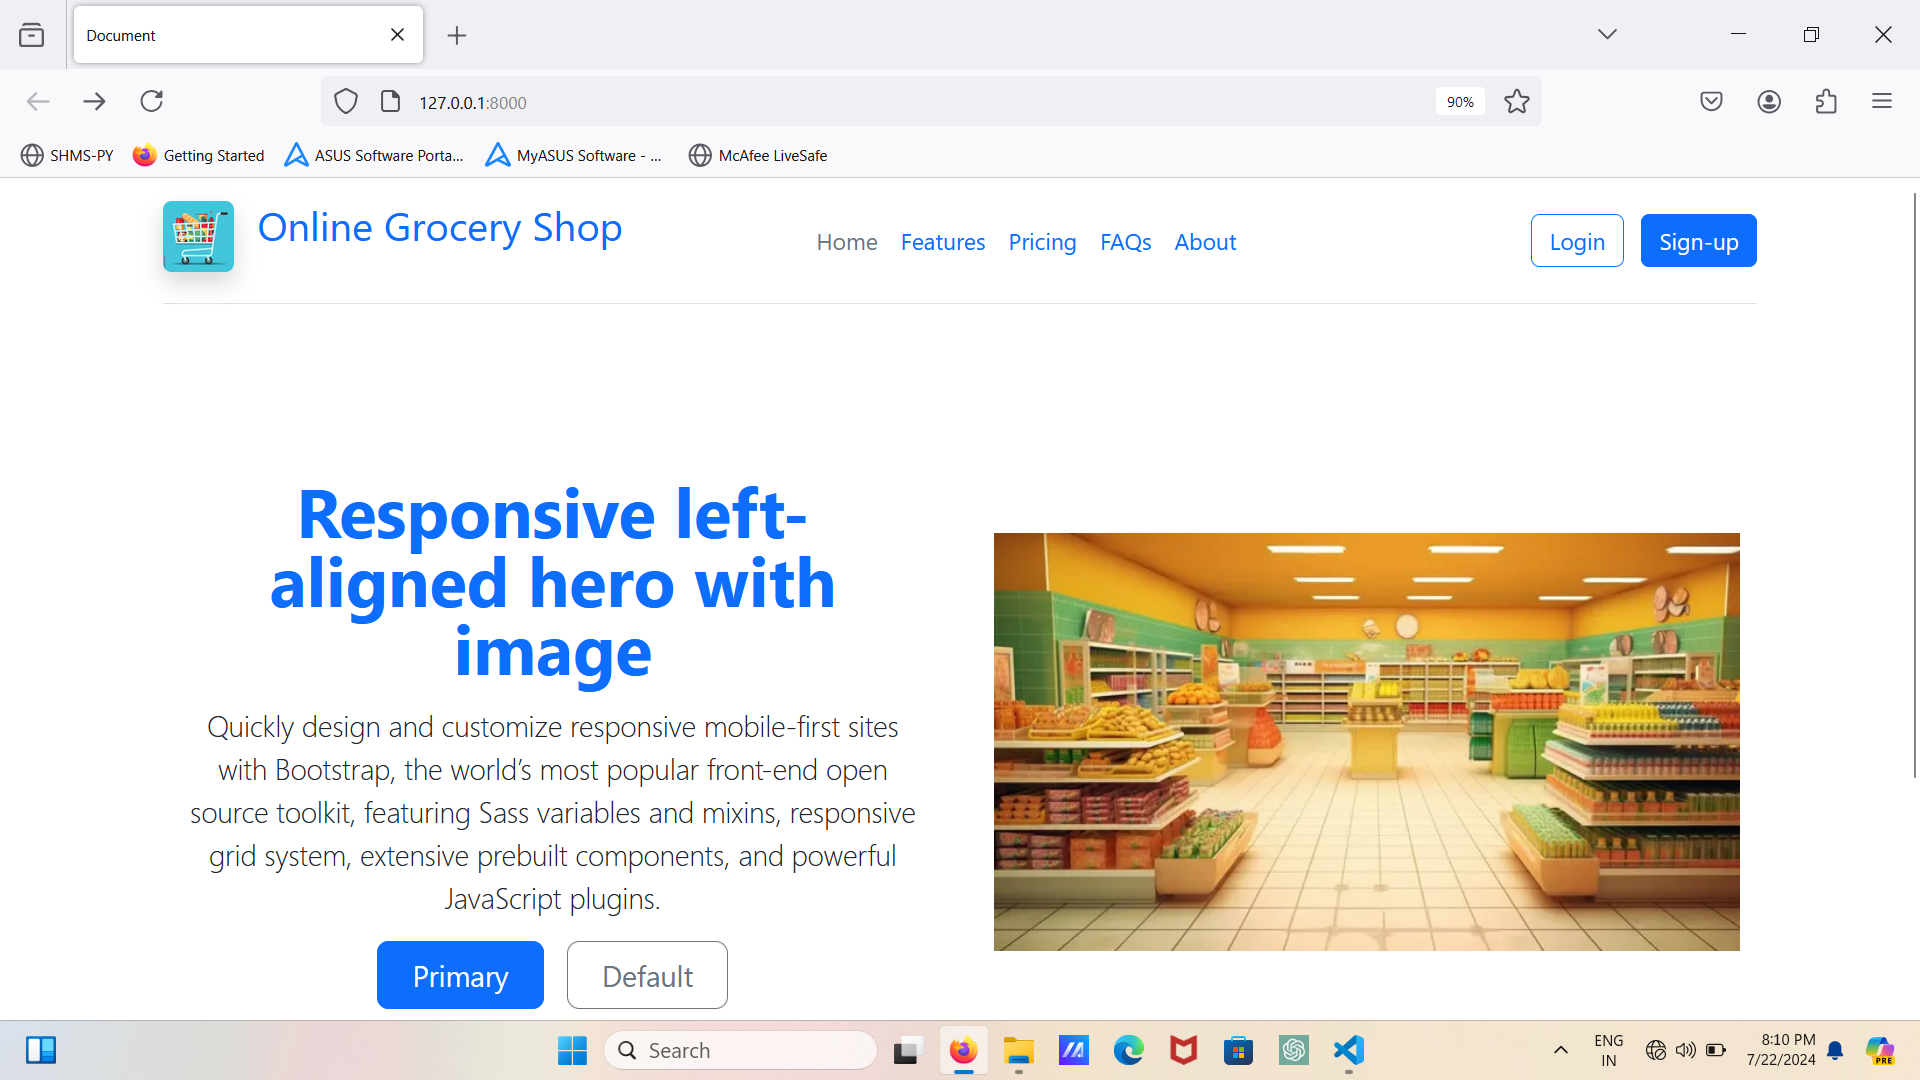 Document
127.0.0.1:8000
90%
SHMS-PY
Getting Started
ASUS Software Porta...
MyASUS Software - ...
McAfee LiveSafe
Online Grocery Shop
Home
Features
Pricing
FAQs
About
Login
Sign-up
Responsive left-
aligned hero with
image
Quickly design and customize responsive mobile-first sites
with Bootstrap, the world’s most popular front-end open
source toolkit, featuring Sass variables and mixins, responsive
grid system, extensive prebuilt components, and powerful
JavaScript plugins.
Primary
Default
Search
ENG
IN
8:10 PM
7/22/2024
PRE